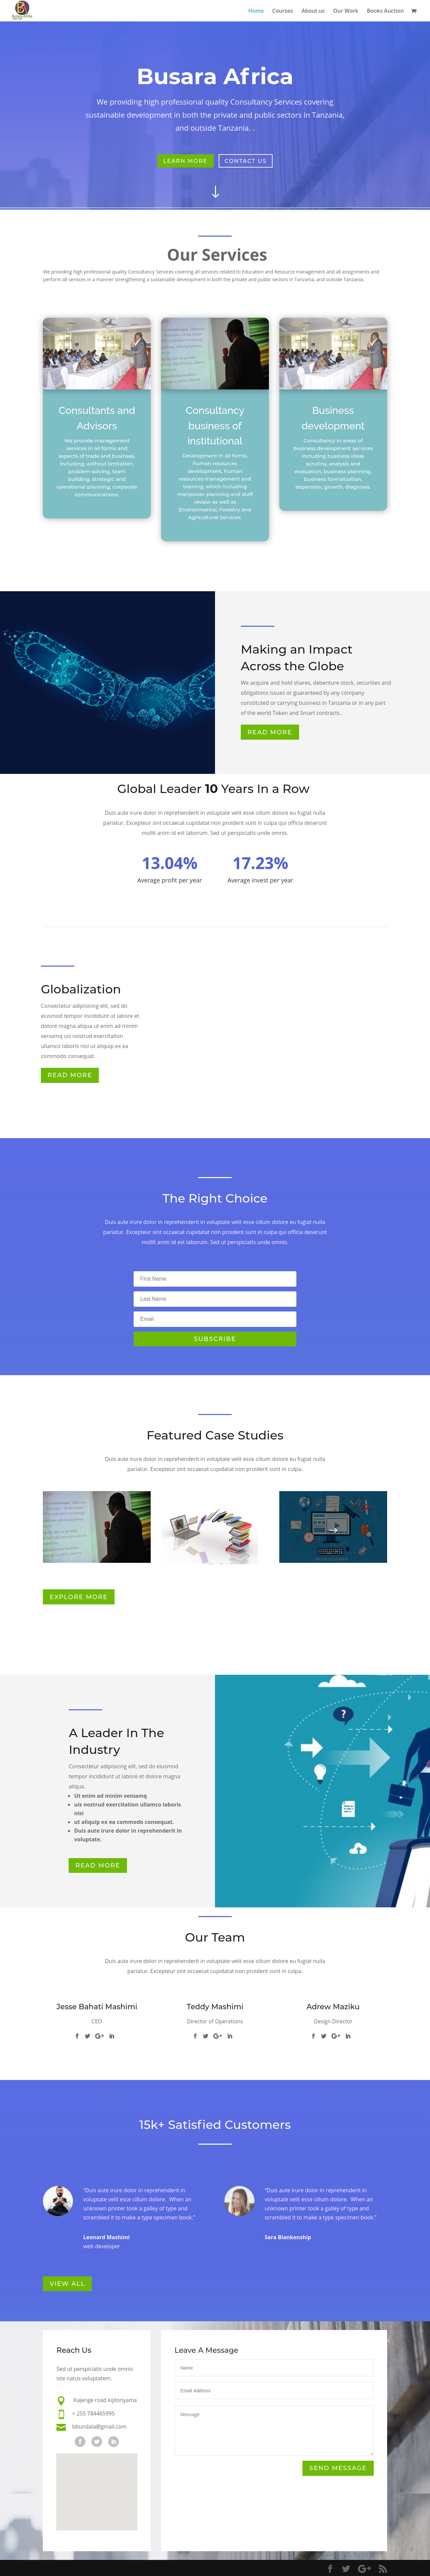 Home
Courses
About us
Our Work
Books Auction
Busara Africa
We providing high professional quality Consultancy Services covering
sustainable development in both the private and public sectors in Tanzania,
and outside Tanzania. .
LEARN MORE
CONTACT US
Our Services
We providing high professional quality Consultancy Services covering all services related to Education and Resource management and all assignments and
perform all services in a manner strengthening a sustainable development in both the private and public sectors in Tanzania, and outside Tanzania.
Consultants and
Advisors
We provide management
services in all forms and
aspects of trade and business,
including, without limitation,
problem solving, team
building, strategic and
operational planning, corporate
communications.
Consultancy
business of
institutional
Development in all forms,
human resources
development, human
resources management and
training, which including
manpower planning and staff
review as well as
Environmental, Forestry and
Agricultural Services.
Business
development
Consultancy in areas of
business development services
including business ideas
scrutiny, analysis and
evaluation, business planning,
business formalization,
expansion, growth, diagnosis.
Making an Impact
Across the Globe
We acquire and hold shares, debenture stock, securities and
obligations issues or guaranteed by any company
constituted or carrying business in Tanzania or in any part
of the world Token and Smart contracts..
READ MORE
Global Leader 10 Years In a Row
Duis aute irure dolor in reprehenderit in voluptate velit esse cillum dolore eu fugiat nulla
pariatur. Excepteur sint occaecat cupidatat non proident sunt in culpa qui officia deserunt
mollit anim id est laborum. Sed ut perspiciatis unde omnis.
13.04%
Average profit per year
17.23%
Average invest per year
Globalization
Consectetur adipisicing elit, sed do
eiusmod tempor incididunt ut labore et
dolore magna aliqua ut enim ad minim
veniamq uis nostrud exercitation
ullamco laboris nisi ut aliquip ex ea
commodo consequat.
READ MORE
The Right Choice
Duis aute irure dolor in reprehenderit in voluptate velit esse cillum dolore eu fugiat nulla
pariatur. Excepteur sint occaecat cupidatat non proident sunt in culpa qui officia deserunt
mollit anim id est laborum. Sed ut perspiciatis unde omnis.
First Name
Last Name
Email
SUBSCRIBE
Featured Case Studies
Duis aute irure dolor in reprehenderit in voluptate velit esse cillum dolore eu fugiat nulla
pariatur. Excepteur sint occaecat cupidatat non proident sunt in culpa.
EXPLORE MORE
A Leader In The
Industry
Consectetur adipisicing elit, sed do eiusmod
tempor incididunt ut labore et dolore magna
aliqua.
Ut enim ad minim veniamq
uis nostrud exercitation ullamco laboris
nisi
ut aliquip ex ea commodo consequat.
Duis aute irure dolor in reprehenderit in
voluptate.
READ MORE
Our Team
Duis aute irure dolor in reprehenderit in voluptate velit esse cillum dolore eu fugiat nulla
pariatur. Excepteur sint occaecat cupidatat non proident sunt in culpa.
Jesse Bahati Mashimi
CEO
Teddy Mashimi
Director of Operations
Adrew Maziku
Design Director
15k+ Satisfied Customers
"Duis aute irure dolor in reprehenderit in
voluptate velit esse cillum dolore. When an
unknown printer took a galley of type and
scrambled it to make a type specimen book."
Leonard Mashimi
web developer
"Duis aute irure dolor in reprehenderit in
voluptate velit esse cillum dolore. When an
unknown printer took a galley of type and
scrambled it to make a type specimen book."
Sara Blankenship
VIEW ALL
Reach Us
Sed ut perspiciatis unde omnis
iste natus voluptatem.
Kajenge road kijitonyama
+ 255 784465995
bbundala@gmail.com
Leave A Message
Name
Email Address
Message
SEND MESSAGE